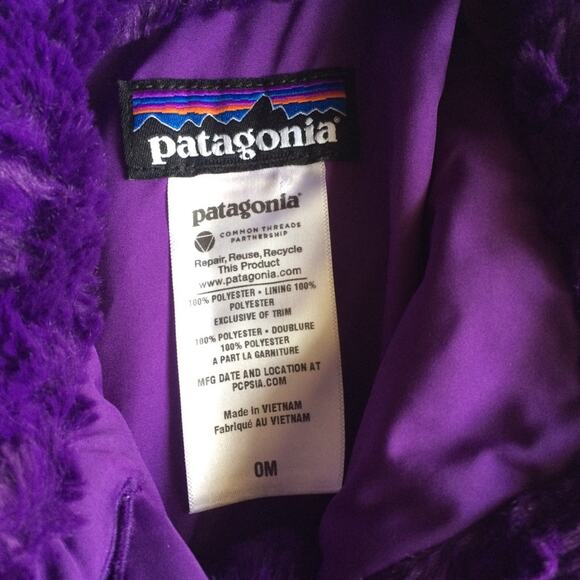 patagonia®
patagonia®
COMMON THREADS
PARTNERSHIP
Repair, Reuse, Recycle
This Product
www.patagonia.com
100% POLYESTER • LINING 100%
POLYESTER
EXCLUSIVE OF TRIM
100% POLYESTER • DOUBLURE
100% POLYESTER
A PART LA GARNITURE
MFG DATE AND LOCATION AT
PCPSIA.COM
Made in VIETNAM
Fabriqué AU VIETNAM
0M